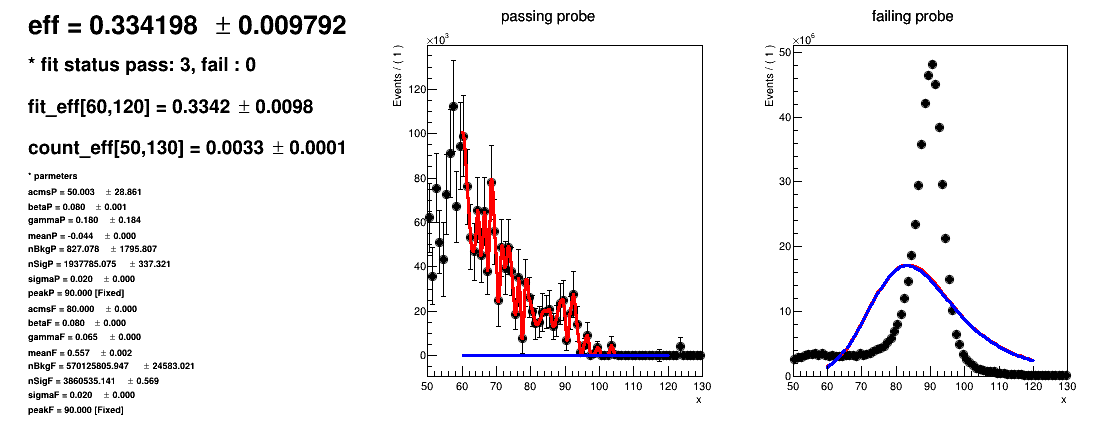 eff = 0.334198 ± 0.009792
* fit status pass: 3, fail : 0
fit_eff[60,120] = 0.3342 ± 0.0098
count_eff[50,130] = 0.0033 ± 0.0001
* parmeters
acmsP = 50.003 ± 28.861
betaP = 0.080 ± 0.001
gammaP = 0.180 ± 0.184
meanP = -0.044 ± 0.000
nBkgP = 827.078 ± 1795.807
nSigP = 1937785.075 ± 337.321
sigmaP = 0.020 ± 0.000
peakP = 90.000 [Fixed]
acmsF = 80.000 ± 0.000
betaF = 0.080 ± 0.000
gammaF = 0.065 ± 0.000
meanF = 0.557 ± 0.002
nBkgF = 570125805.947 ± 24583.021
nSigF = 3860535.141 ± 0.569
sigmaF = 0.020 ± 0.000
peakF = 90.000 [Fixed]
passing probe
×10³
Events / ( 1 )
120
100
80
60
40
20
0
50 60 70 80 90 100 110 120 130
x
failing probe
×10⁶
Events / ( 1 )
50
40
30
20
10
0
50 60 70 80 90 100 110 120 130
x